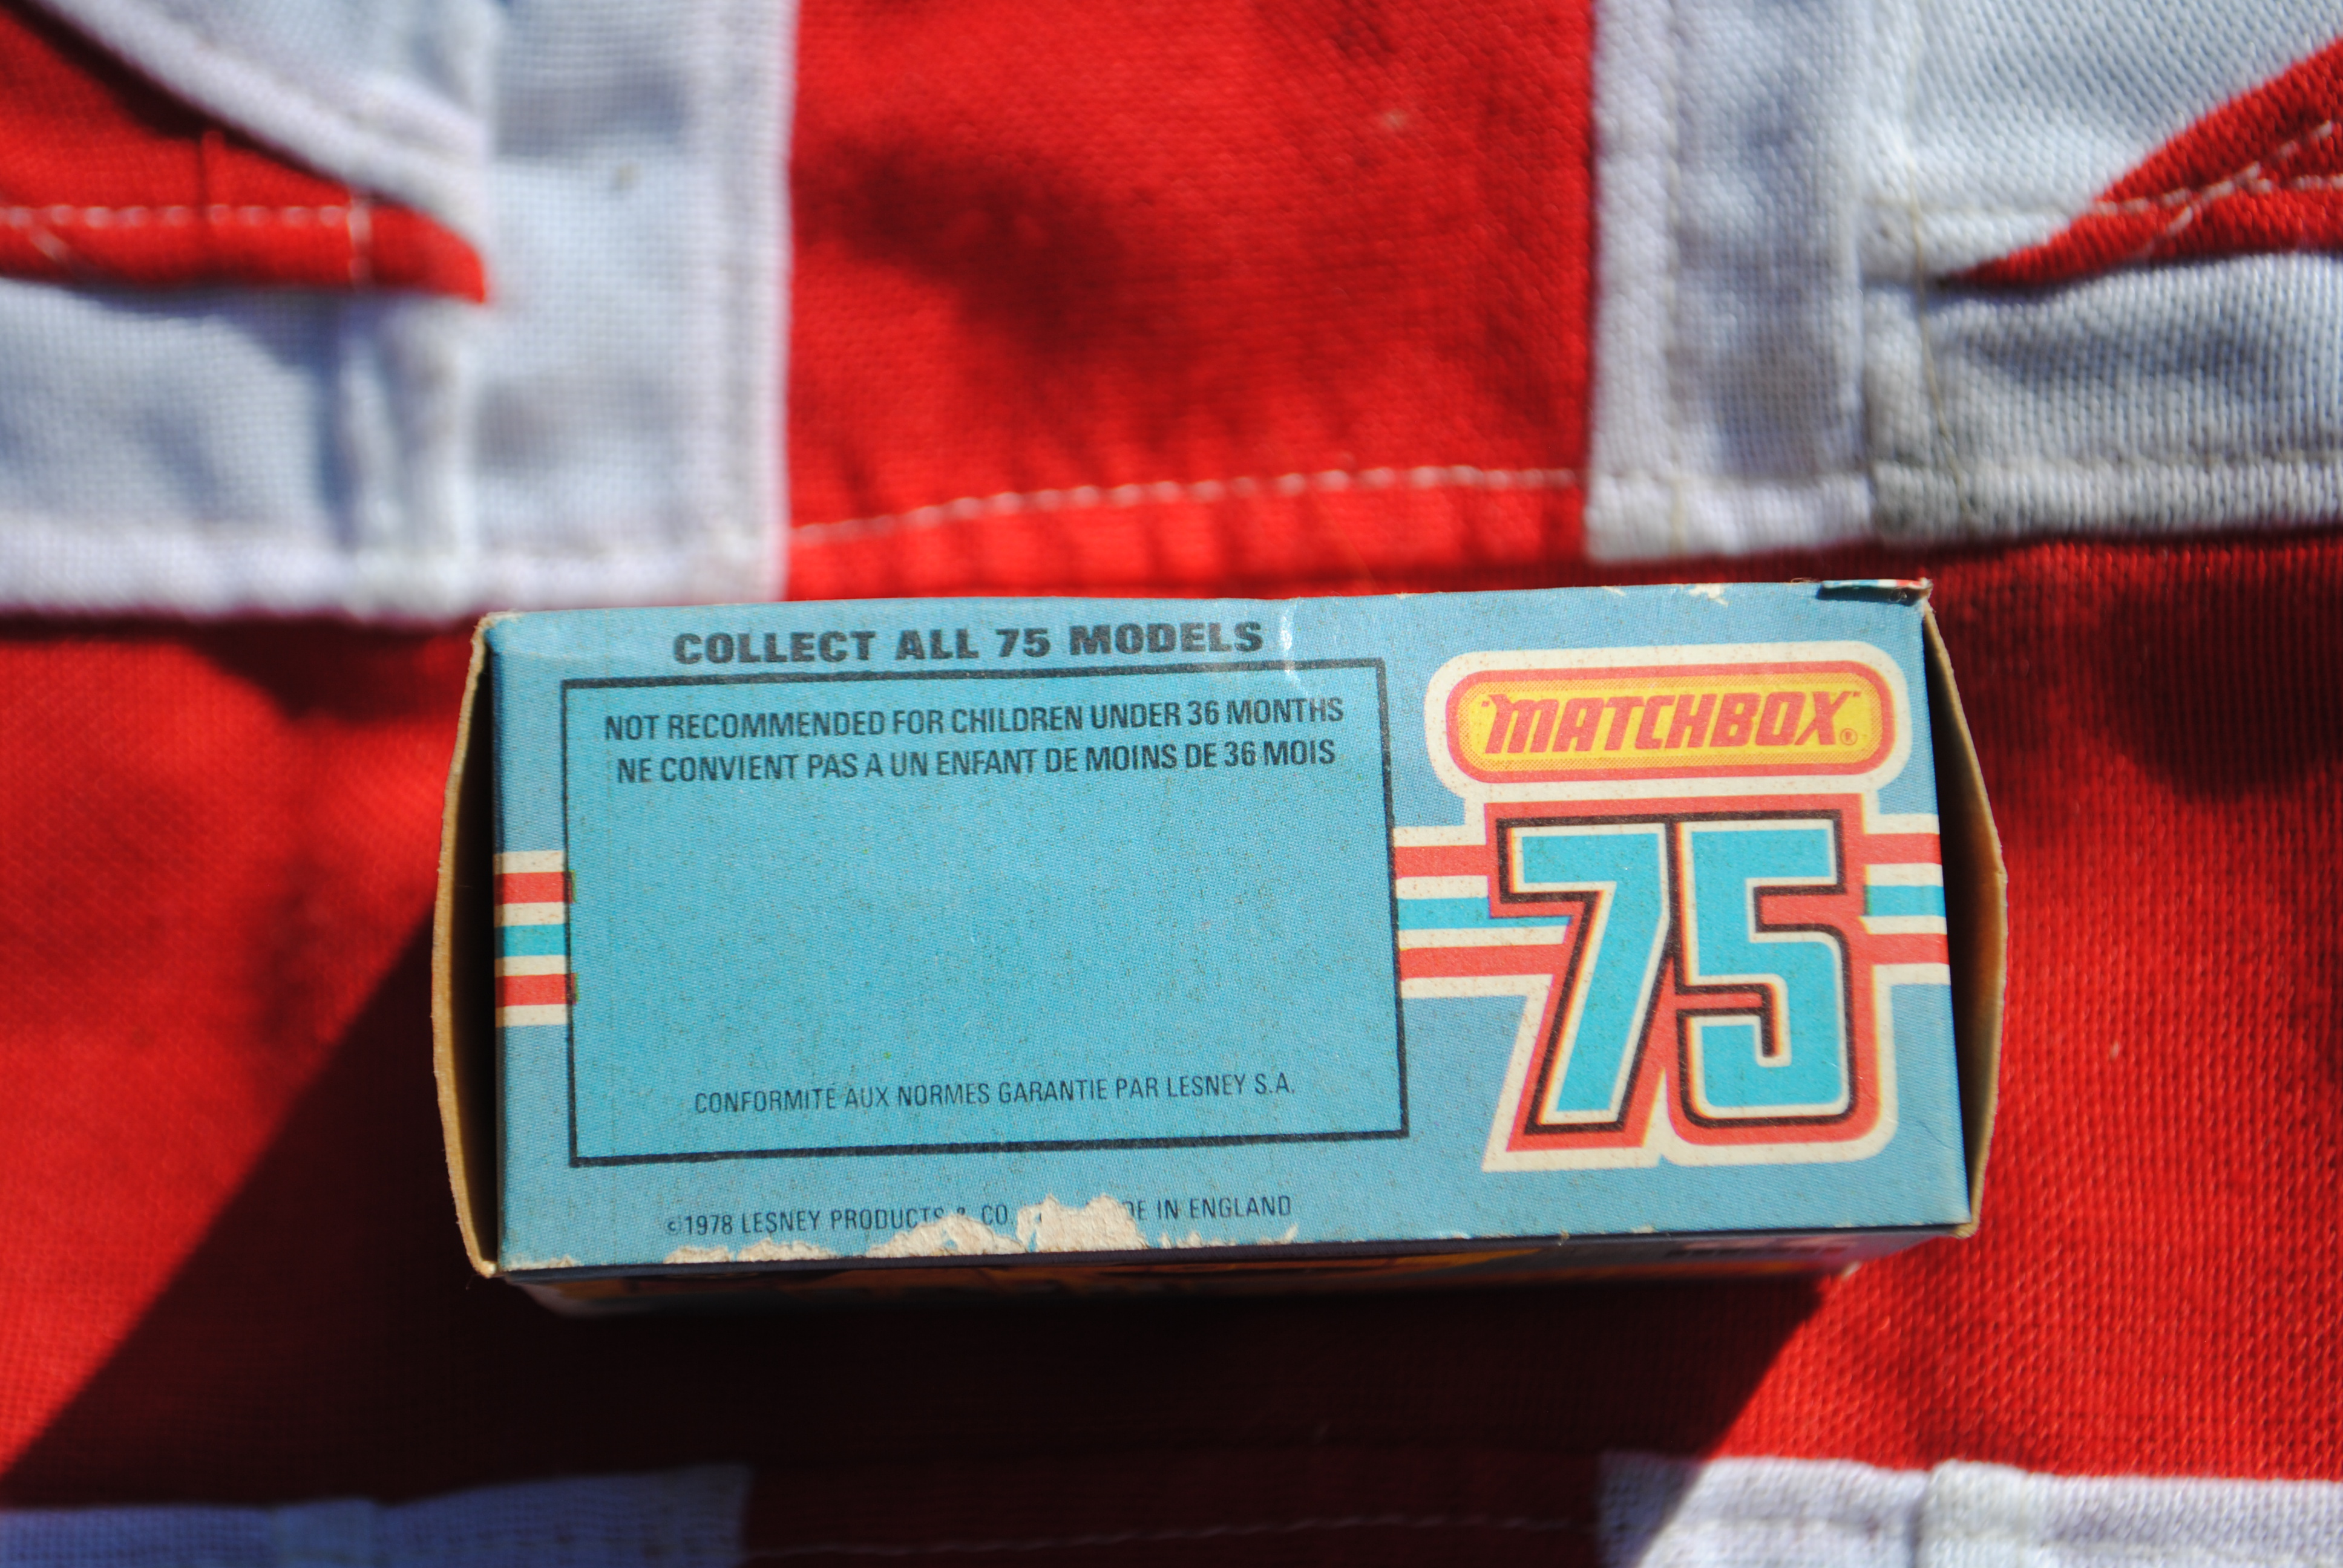 COLLECT ALL 75 MODELS
NOT RECOMMENDED FOR CHILDREN UNDER 36 MONTHS
NE CONVIENT PAS A UN ENFANT DE MOINS DE 36 MOIS
CONFORMITE AUX NORMES GARANTIE PAR LESNEY S.A.
©1978 LESNEY PRODUCTS & CO. IN ENGLAND
"MATCHBOX"®
75